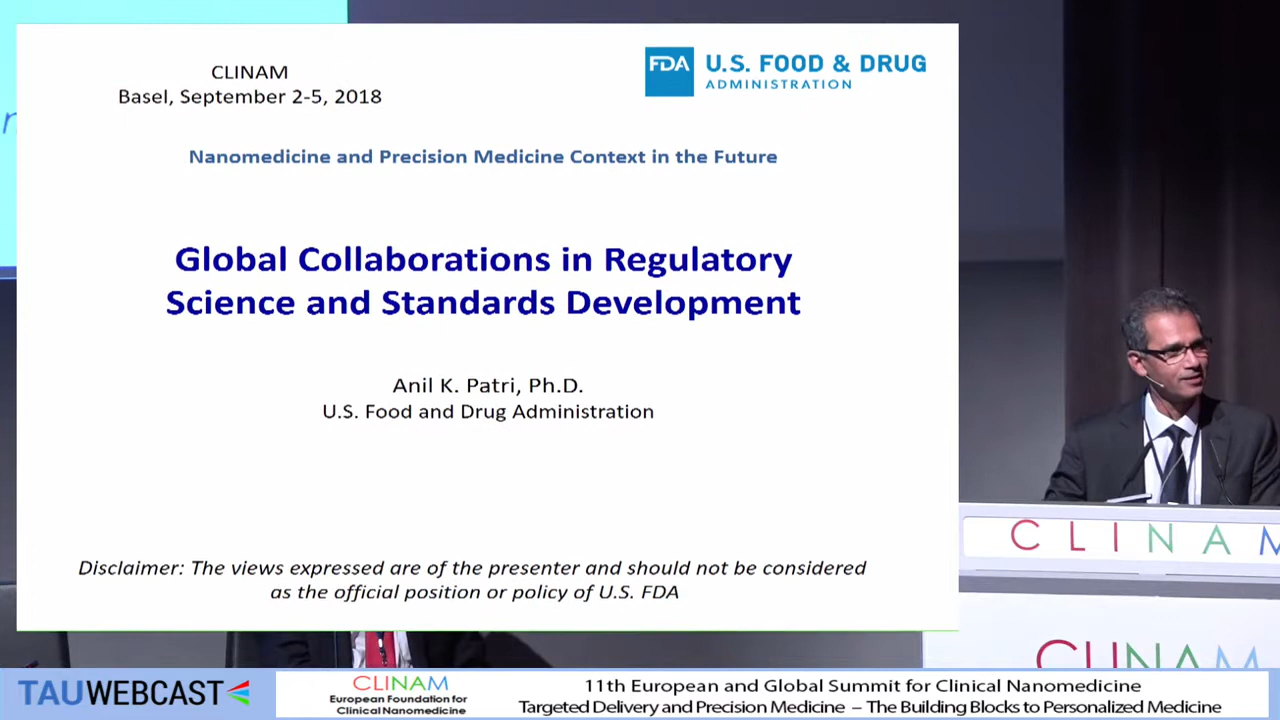 CLINAM
Basel, September 2-5, 2018
FDA U.S. FOOD & DRUG
ADMINISTRATION
Nanomedicine and Precision Medicine Context in the Future
Global Collaborations in Regulatory
Science and Standards Development
Anil K. Patri, Ph.D.
U.S. Food and Drug Administration
Disclaimer: The views expressed are of the presenter and should not be considered
as the official position or policy of U.S. FDA
CLINAM
CLINAM
TAUWEBCAST
CLINAM
European Foundation for
Clinical Nanomedicine
11th European and Global Summit for Clinical Nanomedicine
Targeted Delivery and Precision Medicine – The Building Blocks to Personalized Medicine